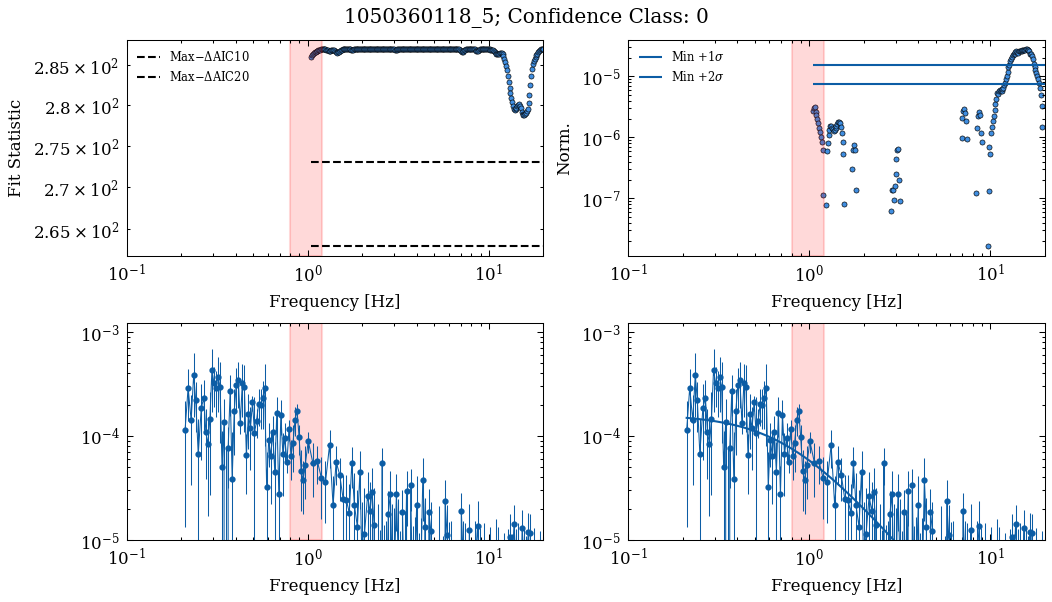 1050360118_5; Confidence Class: 0
Fit Statistic
2.85 × 10²
2.8 × 10²
2.75 × 10²
2.7 × 10²
2.65 × 10²
Max−ΔAIC10
Max−ΔAIC20
10⁻¹
10⁰
10¹
Frequency [Hz]
Norm.
10⁻⁵
10⁻⁶
10⁻⁷
Min +1σ
Min +2σ
10⁻¹
10⁰
10¹
Frequency [Hz]
10⁻³
10⁻⁴
10⁻⁵
10⁻¹
10⁰
10¹
Frequency [Hz]
10⁻³
10⁻⁴
10⁻⁵
10⁻¹
10⁰
10¹
Frequency [Hz]